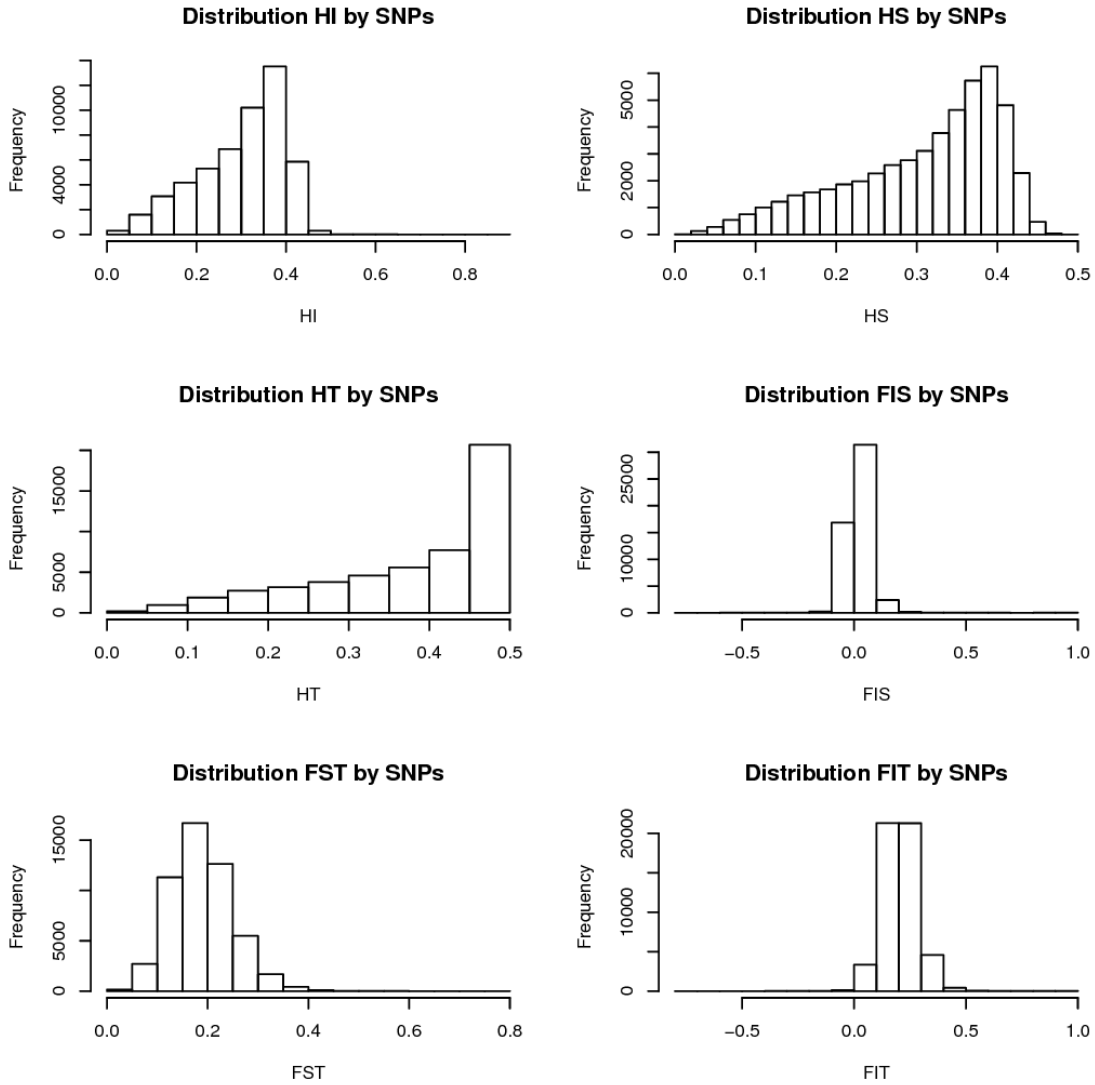 Distribution HI by SNPs
Frequency
10000
4000
0
0.0 0.2 0.4 0.6 0.8
HI
Distribution HS by SNPs
Frequency
5000
2000
0
0.0 0.1 0.2 0.3 0.4 0.5
HS
Distribution HT by SNPs
Frequency
15000
5000
0
0.0 0.1 0.2 0.3 0.4 0.5
HT
Distribution FIS by SNPs
Frequency
25000
10000
0
−0.5 0.0 0.5 1.0
FIS
Distribution FST by SNPs
Frequency
15000
5000
0
0.0 0.2 0.4 0.6 0.8
FST
Distribution FIT by SNPs
Frequency
20000
10000
0
−0.5 0.0 0.5 1.0
FIT